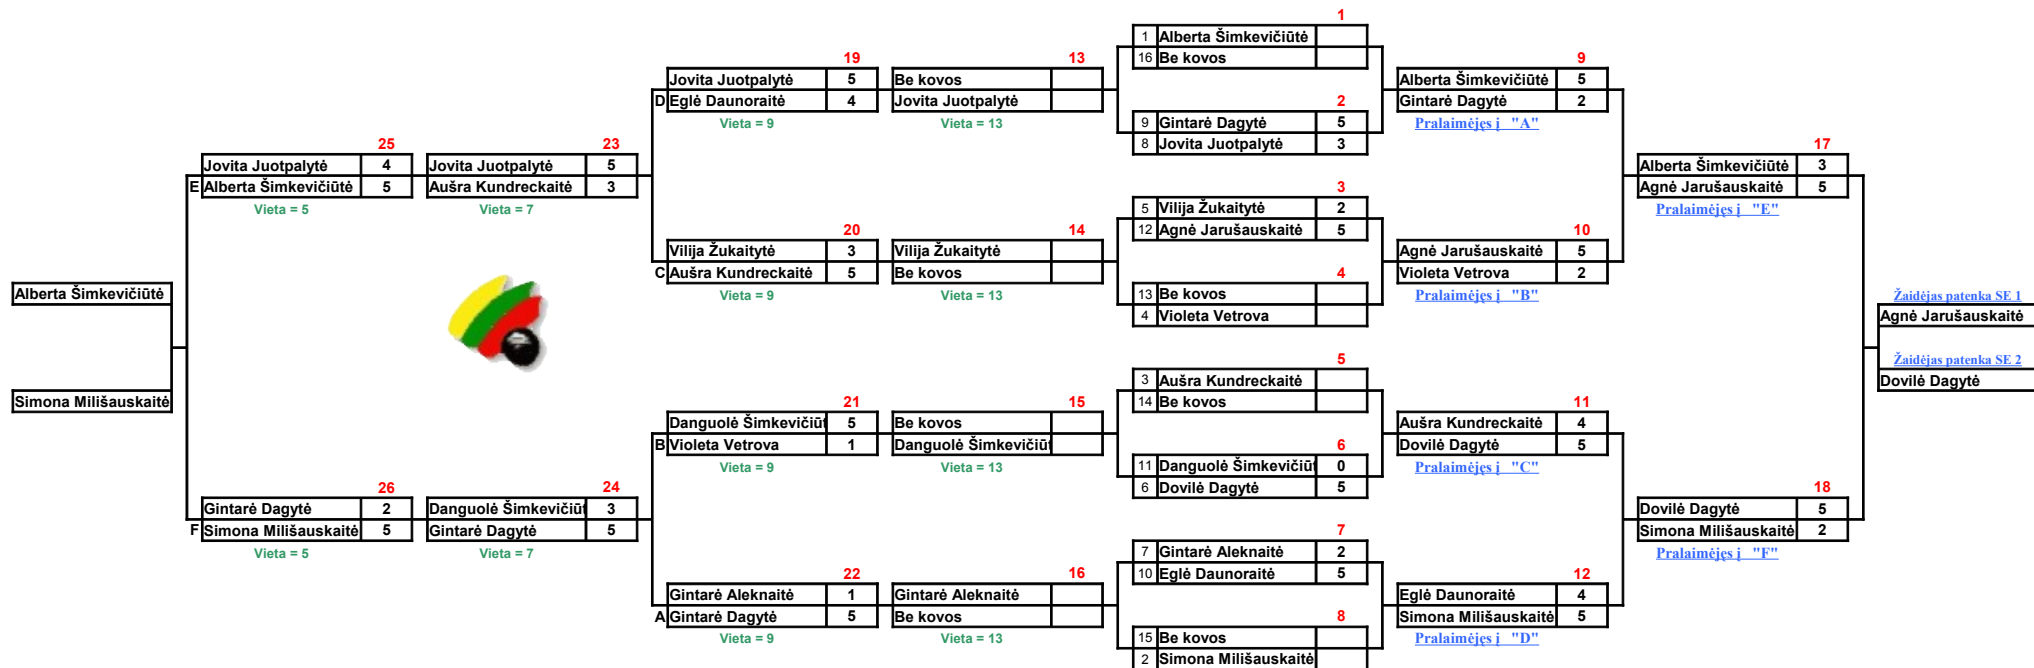 1
1 Alberta Šimkevičiūtė
16 Be kovos
19 13 9
Jovita Juotpalytė 5 Be kovos Alberta Šimkevičiūtė 5
D Eglė Daunoraitė 4 Jovita Juotpalytė Gintarė Dagytė 2
2
Vieta = 9 Vieta = 13 9 Gintarė Dagytė 5 Pralaimėjęs į "A"
8 Jovita Juotpalytė 3
25 23 17
Jovita Juotpalytė 4 Jovita Juotpalytė 5 Alberta Šimkevičiūtė 3
E Alberta Šimkevičiūtė 5 Aušra Kundreckaitė 3 Agnė Jarušauskaitė 5
3
Vieta = 5 Vieta = 7 5 Vilija Žukaitytė 2 Pralaimėjęs į "E"
12 Agnė Jarušauskaitė 5
20 14 10
Vilija Žukaitytė 3 Vilija Žukaitytė Agnė Jarušauskaitė 5
C Aušra Kundreckaitė 5 Be kovos Violeta Vetrova 2
4
Alberta Šimkevičiūtė Vieta = 9 Vieta = 13 13 Be kovos Pralaimėjęs į "B" Žaidėjas patenka SE 1
4 Violeta Vetrova Agnė Jarušauskaitė
5 Žaidėjas patenka SE 2
3 Aušra Kundreckaitė Dovilė Dagytė
Simona Milišauskaitė 14 Be kovos
21 15 11
Danguolė Šimkevičiūt 5 Be kovos Aušra Kundreckaitė 4
B Violeta Vetrova 1 Danguolė Šimkevičiūt Dovilė Dagytė 5
6
Vieta = 9 Vieta = 13 11 Danguolė Šimkevičiūt 0 Pralaimėjęs į "C"
6 Dovilė Dagytė 5
26 24 18
Gintarė Dagytė 2 Danguolė Šimkevičiūt 3 Dovilė Dagytė 5
F Simona Milišauskaitė 5 Gintarė Dagytė 5 Simona Milišauskaitė 2
7
Vieta = 5 Vieta = 7 7 Gintarė Aleknaitė 2 Pralaimėjęs į "F"
10 Eglė Daunoraitė 5
22 16 12
Gintarė Aleknaitė 1 Gintarė Aleknaitė Eglė Daunoraitė 4
A Gintarė Dagytė 5 Be kovos Simona Milišauskaitė 5
8
Vieta = 9 Vieta = 13 15 Be kovos Pralaimėjęs į "D"
2 Simona Milišauskaitė